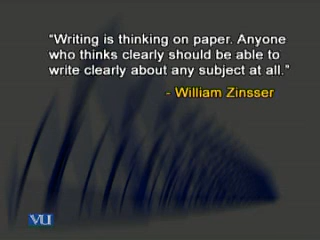 “Writing is thinking on paper. Anyone
who thinks clearly should be able to
write clearly about any subject at all.”
- William Zinsser
VU